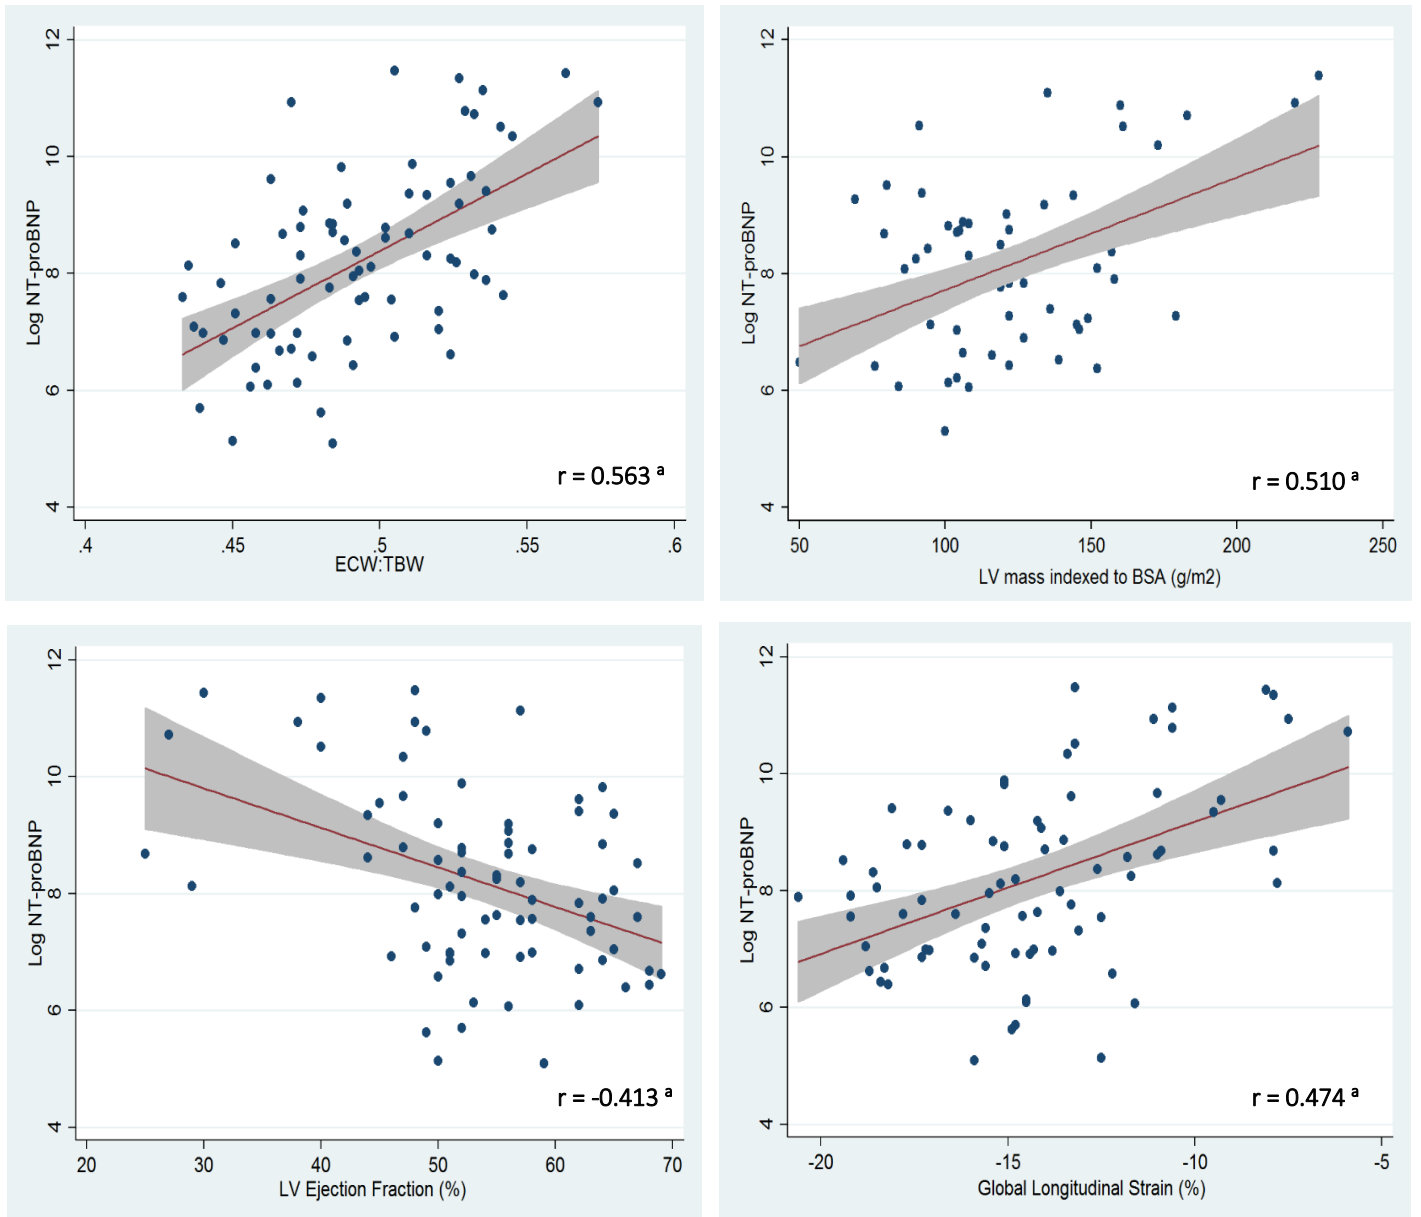 Log NT-proBNP
12
10
8
6
4
r = 0.563 a
.4 .45 .5 .55 .6
ECW:TBW
Log NT-proBNP
12
10
8
6
4
r = 0.510 a
50 100 150 200 250
LV mass indexed to BSA (g/m2)
Log NT-proBNP
12
10
8
6
4
r = -0.413 a
20 30 40 50 60 70
LV Ejection Fraction (%)
Log NT-proBNP
12
10
8
6
4
r = 0.474 a
-20 -15 -10 -5
Global Longitudinal Strain (%)